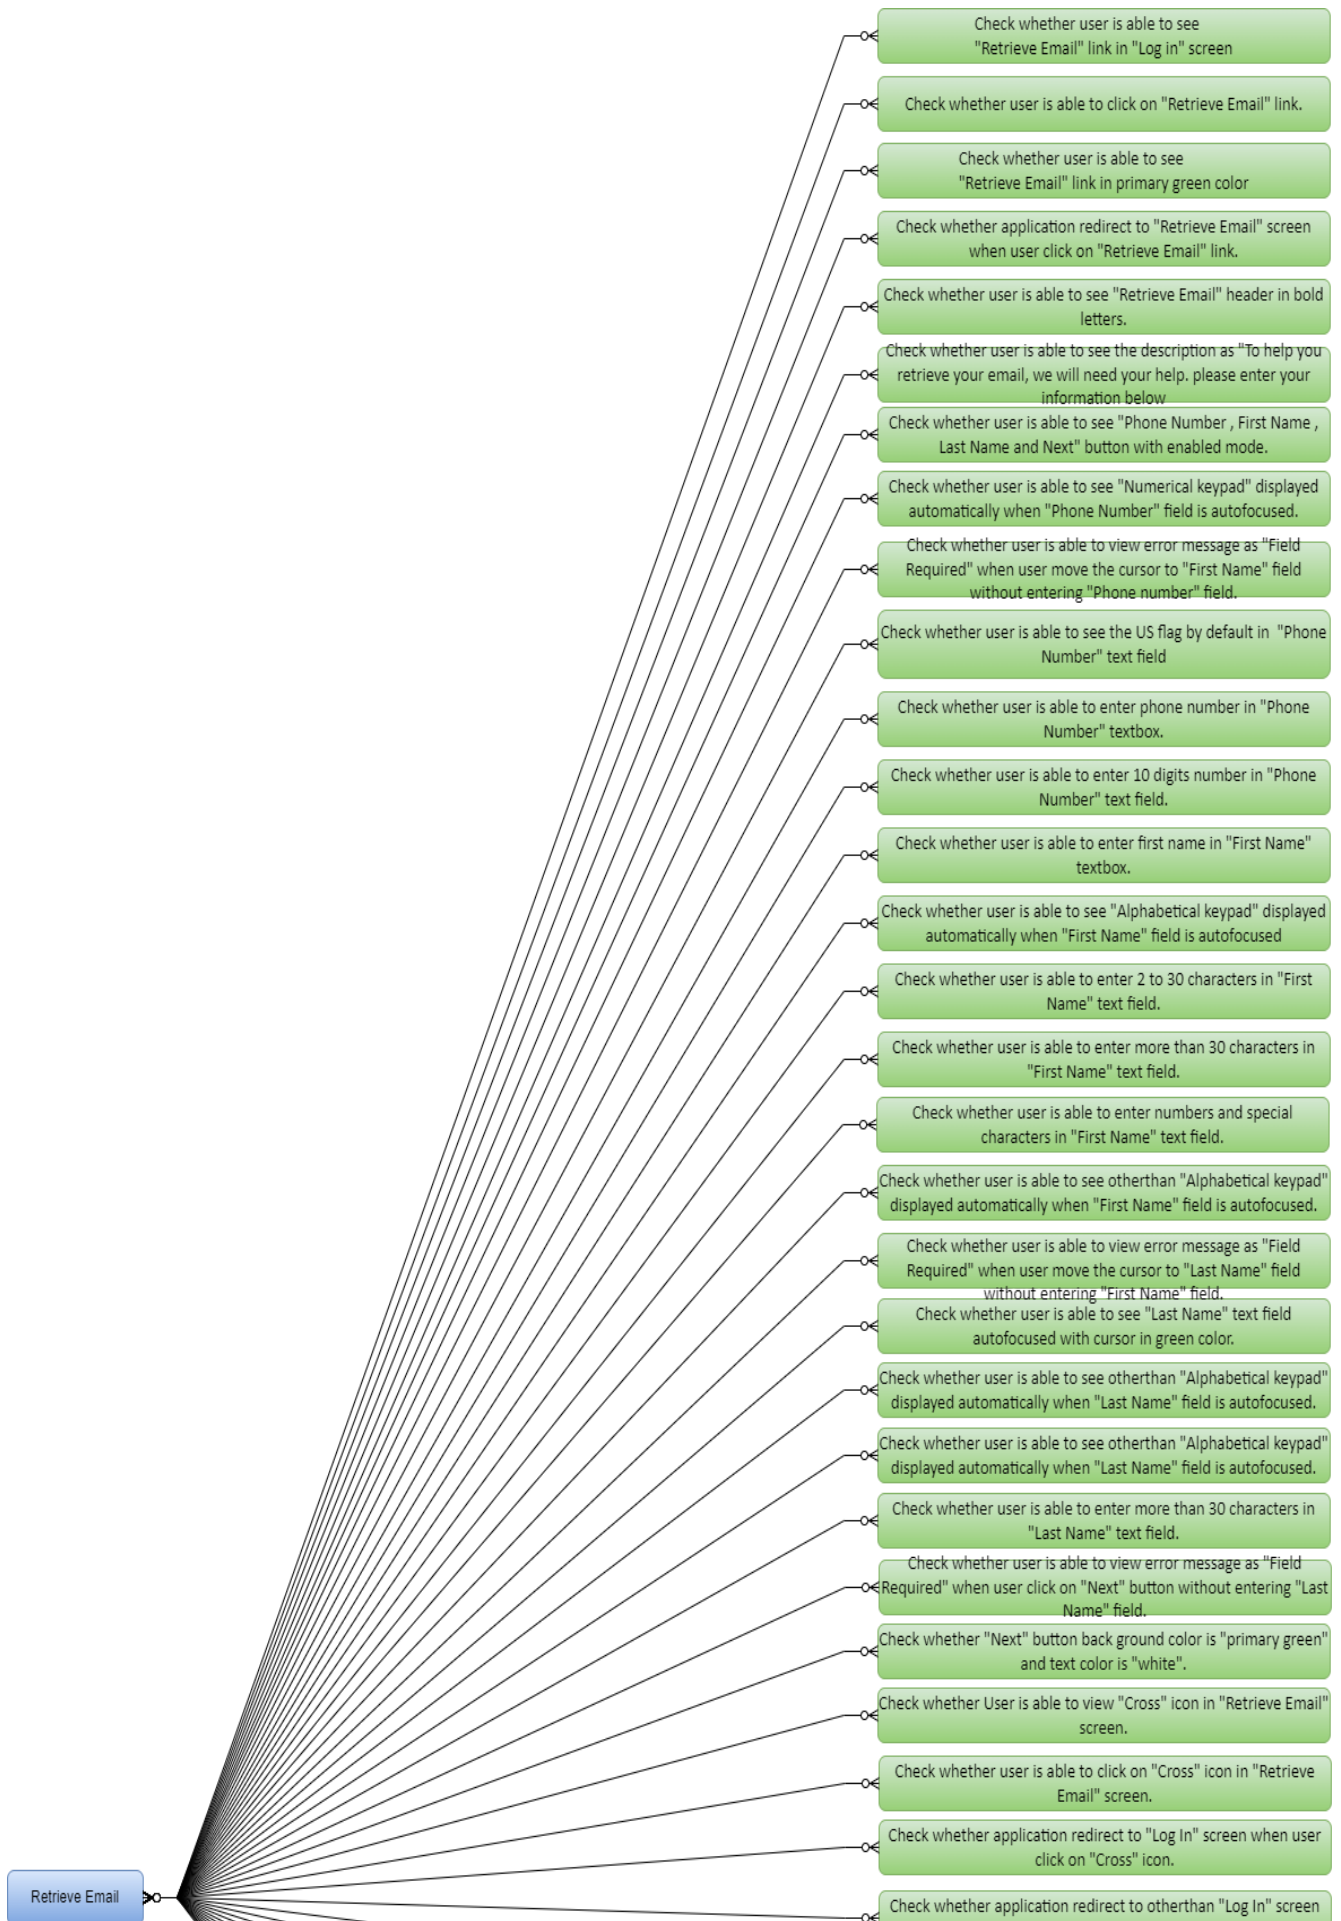 Check whether user is able to see
"Retrieve Email" link in "Log in" screen
Check whether user is able to click on "Retrieve Email" link.
Check whether user is able to see
"Retrieve Email" link in primary green color
Check whether application redirect to "Retrieve Email" screen
when user click on "Retrieve Email" link.
Check whether user is able to see "Retrieve Email" header in bold
letters.
Check whether user is able to see the description as "To help you
retrieve your email, we will need your help. please enter your
information below
Check whether user is able to see "Phone Number , First Name ,
Last Name and Next" button with enabled mode.
Check whether user is able to see "Numerical keypad" displayed
automatically when "Phone Number" field is autofocused.
Check whether user is able to view error message as "Field
Required" when user move the cursor to "First Name" field
without entering "Phone number" field.
Check whether user is able to see the US flag by default in  "Phone
Number" text field
Check whether user is able to enter phone number in "Phone
Number" textbox.
Check whether user is able to enter 10 digits number in "Phone
Number" text field.
Check whether user is able to enter first name in "First Name"
textbox.
Check whether user is able to see "Alphabetical keypad" displayed
automatically when "First Name" field is autofocused
Check whether user is able to enter 2 to 30 characters in "First
Name" text field.
Check whether user is able to enter more than 30 characters in
"First Name" text field.
Check whether user is able to enter numbers and special
characters in "First Name" text field.
Check whether user is able to see otherthan "Alphabetical keypad"
displayed automatically when "First Name" field is autofocused.
Check whether user is able to view error message as "Field
Required" when user move the cursor to "Last Name" field
without entering "First Name" field.
Check whether user is able to see "Last Name" text field
autofocused with cursor in green color.
Check whether user is able to see otherthan "Alphabetical keypad"
displayed automatically when "Last Name" field is autofocused.
Check whether user is able to see otherthan "Alphabetical keypad"
displayed automatically when "Last Name" field is autofocused.
Check whether user is able to enter more than 30 characters in
"Last Name" text field.
Check whether user is able to view error message as "Field
Required" when user click on "Next" button without entering "Last
Name" field.
Check whether "Next" button back ground color is "primary green"
and text color is "white".
Check whether User is able to view "Cross" icon in "Retrieve Email"
screen.
Check whether user is able to click on "Cross" icon in "Retrieve
Email" screen.
Check whether application redirect to "Log In" screen when user
click on "Cross" icon.
Retrieve Email
Check whether application redirect to otherthan "Log In" screen